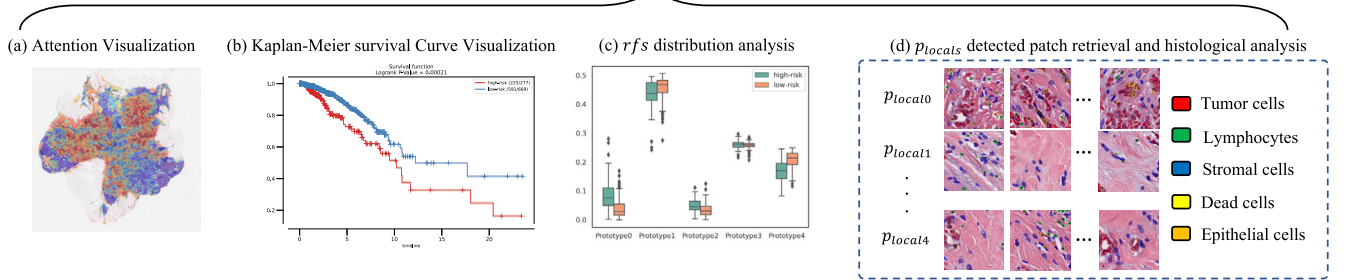 (a) Attention Visualization
(b) Kaplan-Meier survival Curve Visualization
Survival function
Logrank P-Value = 0.00021
high-risk (225/277)
low-risk (591/669)
1.0
0.8
0.6
0.4
0.2
0 5 10 15 20
timeline
(c) rfs distribution analysis
high-risk
low-risk
0.5
0.4
0.3
0.2
0.1
0.0
Prototype0 Prototype1 Prototype2 Prototype3 Prototype4
(d) p_locals detected patch retrieval and histological analysis
p_local0
...
p_local1
...
.
.
.
p_local4
...
Tumor cells
Lymphocytes
Stromal cells
Dead cells
Epithelial cells